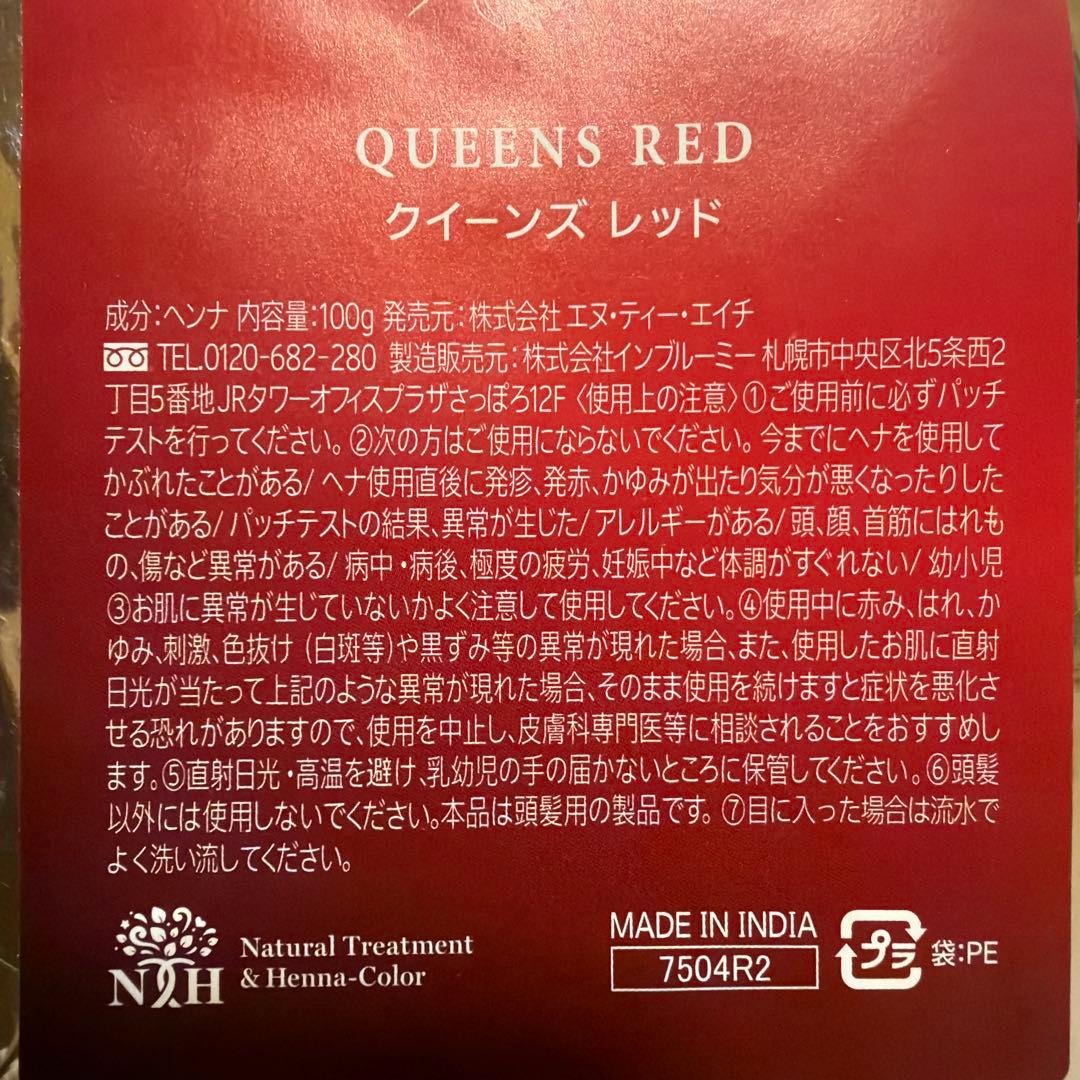 QUEENS RED
クイーンズ レッド
成分:ヘンナ 内容量:100g 発売元:株式会社 エヌ・ティー・エイチ
TEL.0120-682-280 製造販売元:株式会社インブルーミー 札幌市中央区北5条西2
丁目5番地JRタワーオフィスプラザさっぽろ12F〈使用上の注意〉①ご使用前に必ずパッチ
テストを行ってください。②次の方はご使用にならないでください。今までにヘナを使用して
かぶれたことがある/ ヘナ使用直後に発疹、発赤、かゆみが出たり気分が悪くなったりした
ことがある/ パッチテストの結果、異常が生じた/ アレルギーがある/ 頭、顔、首筋にはれも
の、傷など異常がある/ 病中・病後、極度の疲労、妊娠中など体調がすぐれない/ 幼小児
③お肌に異常が生じていないかよく注意して使用してください。④使用中に赤み、はれ、か
ゆみ、刺激、色抜け（白斑等)や黒ずみ等の異常が現れた場合、また、使用したお肌に直射
日光が当たって上記のような異常が現れた場合、そのまま使用を続けますと症状を悪化さ
せる恐れがありますので、使用を中止し、皮膚科専門医等に相談されることをおすすめし
ます。⑤直射日光・高温を避け、乳幼児の手の届かないところに保管してください。⑥頭髪
以外には使用しないでください。本品は頭髪用の製品です。⑦目に入った場合は流水で
よく洗い流してください。
NTH
Natural Treatment
& Henna-Color
MADE IN INDIA
7504R2
プラ
袋:PE